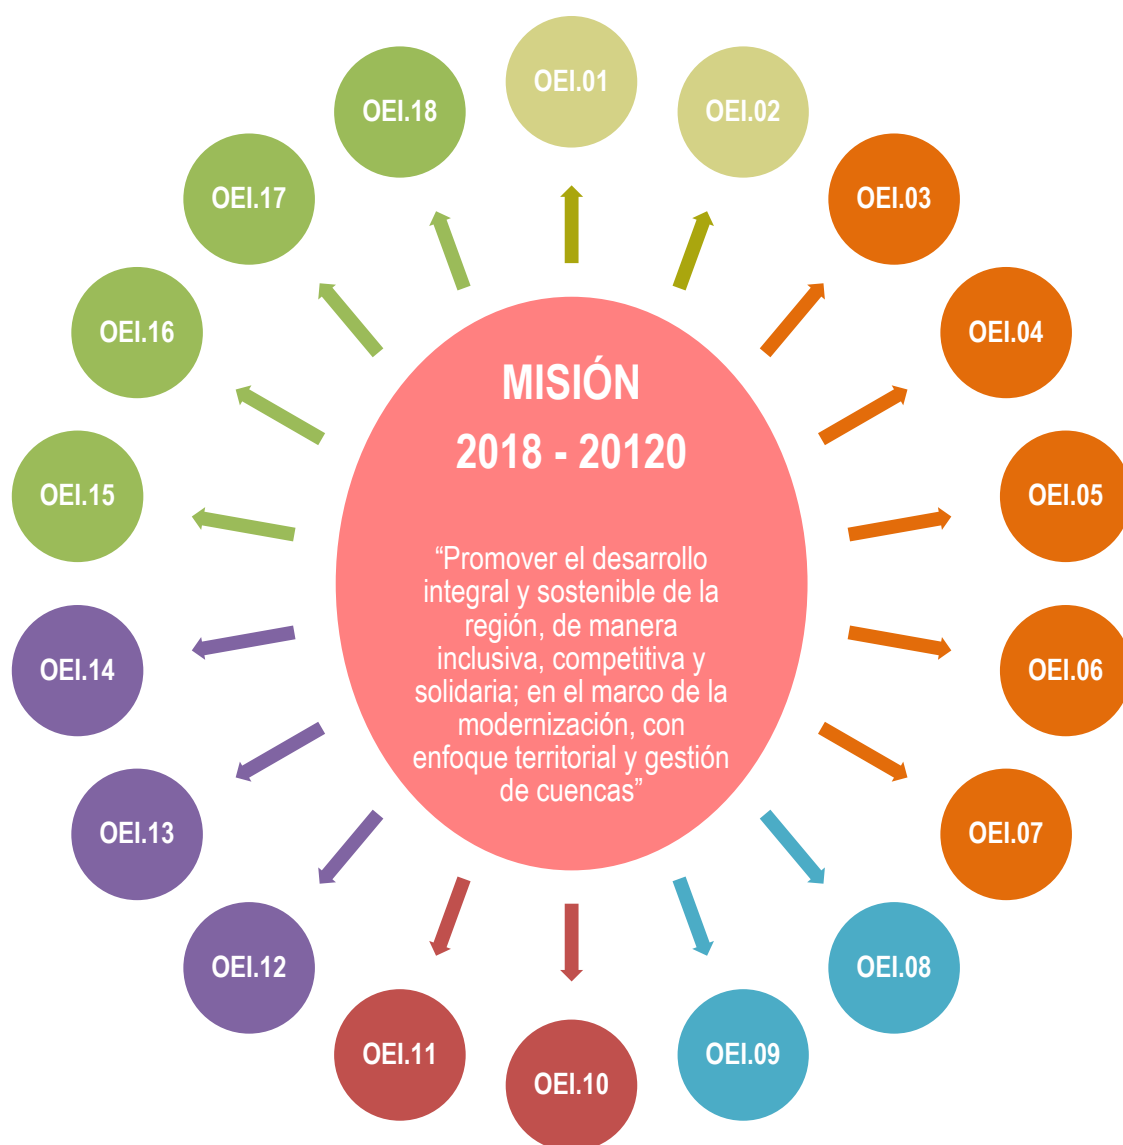 OEI.01
OEI.02
OEI.03
OEI.04
OEI.05
OEI.06
OEI.07
OEI.08
OEI.09
OEI.10
OEI.11
OEI.12
OEI.13
OEI.14
OEI.15
OEI.16
OEI.17
OEI.18
MISIÓN
2018 - 20120
“Promover el desarrollo
integral y sostenible de la
región, de manera
inclusiva, competitiva y
solidaria; en el marco de la
modernización, con
enfoque territorial y gestión
de cuencas”